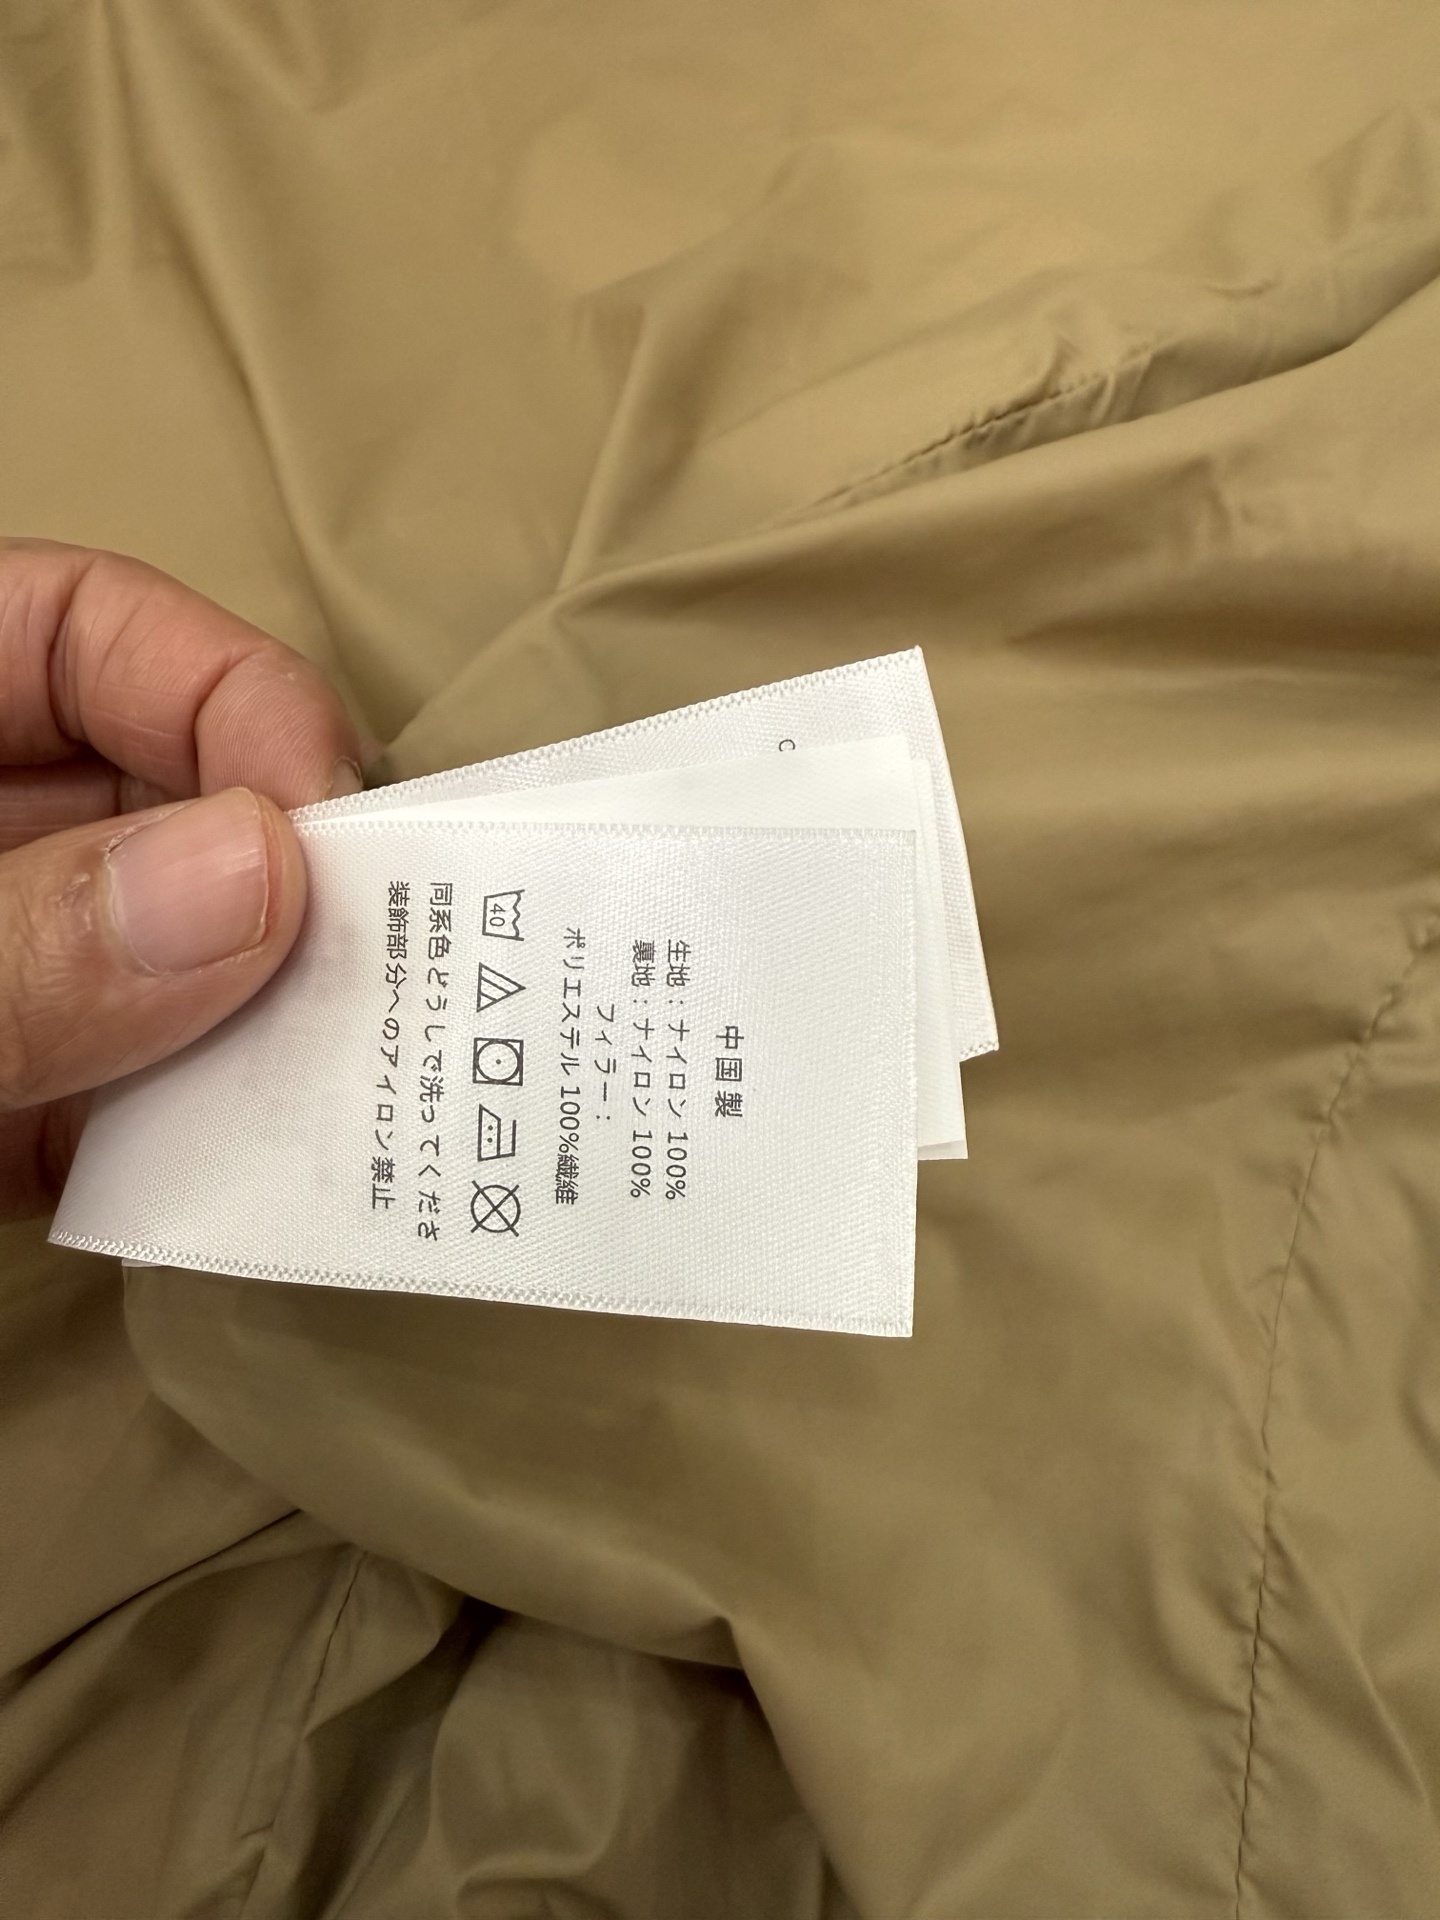 中国製
生地：ナイロン 100%
裏地：ナイロン 100%
フィラー：
ポリエステル 100%繊維
40
同系色どうしで洗ってくださ
装飾部分へのアイロン禁止
C